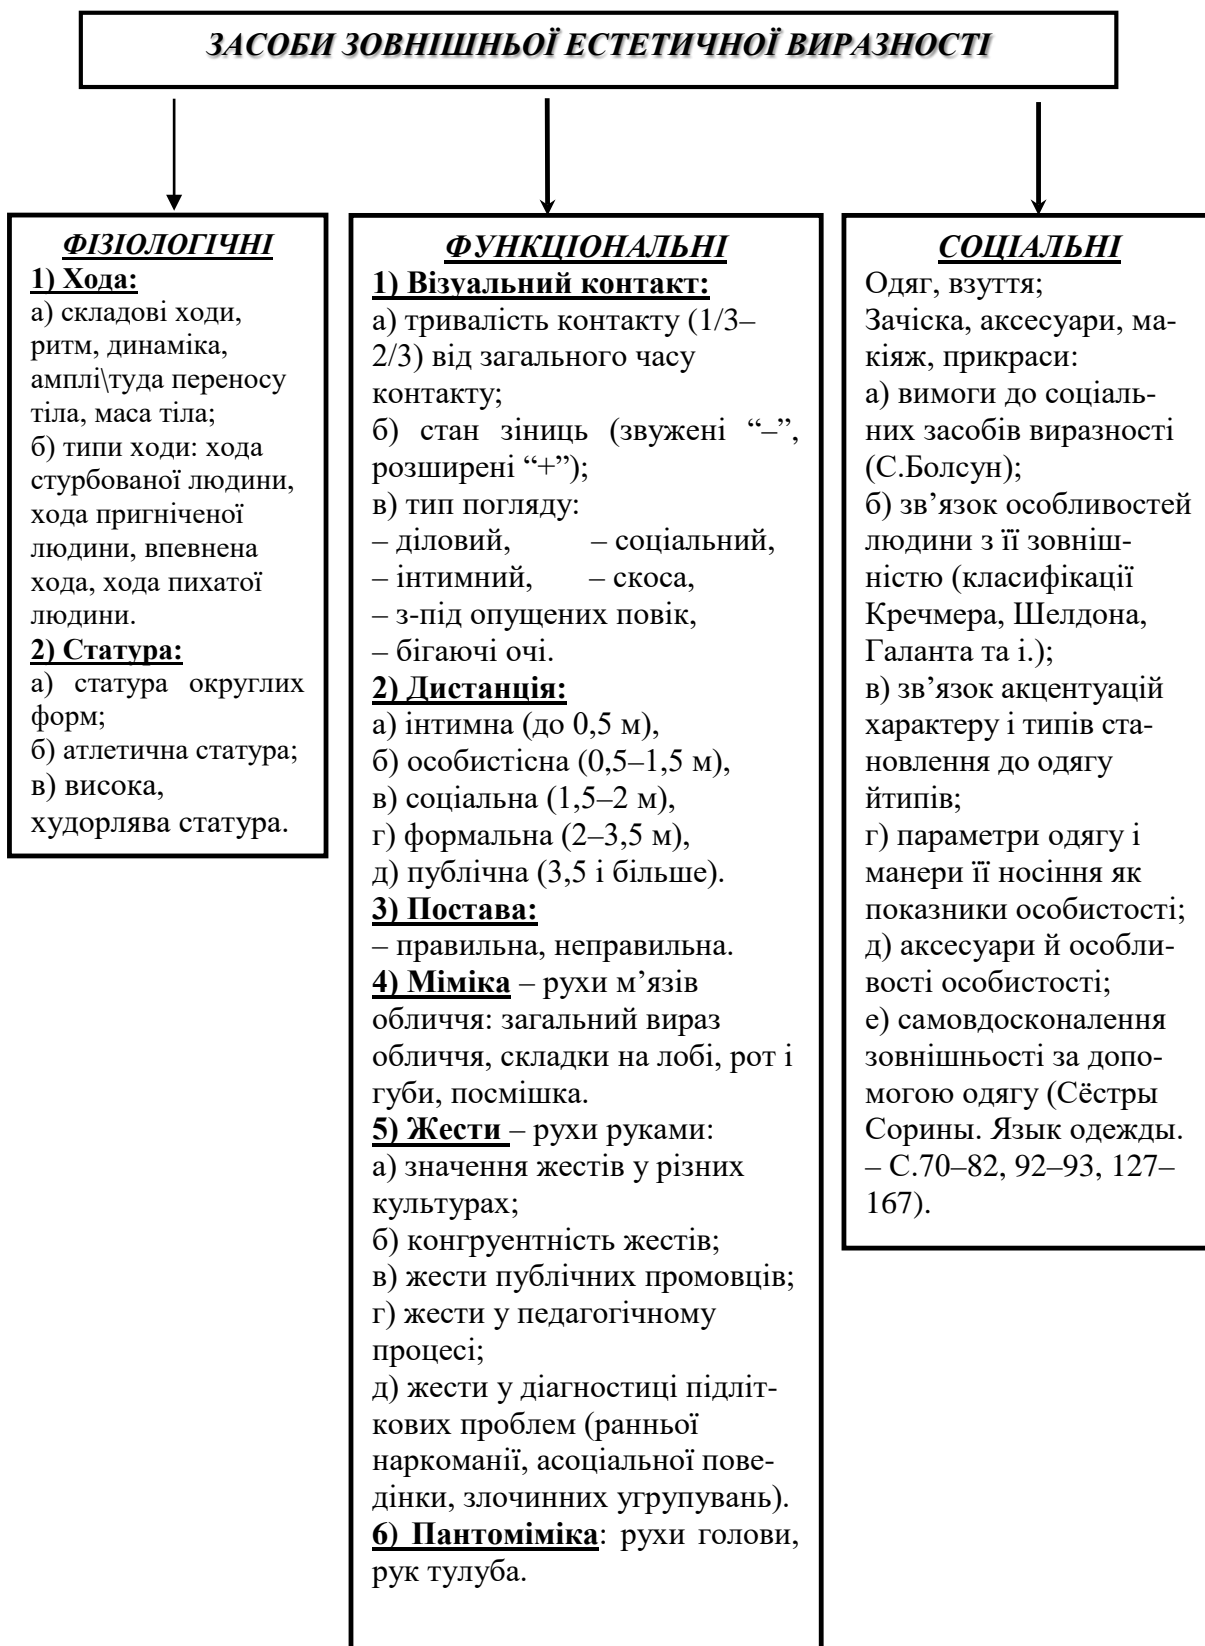 ЗАСОБИ ЗОВНІШНЬОЇ ЕСТЕТИЧНОЇ ВИРАЗНОСТІ
ФІЗІОЛОГІЧНІ
1) Хода:
а) складові ходи,
ритм, динаміка,
амплі\туда переносу
тіла, маса тіла;
б) типи ходи: хода
стурбованої людини,
хода пригніченої
людини, впевнена
хода, хода пихатої
людини.
2) Статура:
а) статура округлих
форм;
б) атлетична статура;
в) висока,
худорлява статура.
ФУНКЦІОНАЛЬНІ
1) Візуальний контакт:
а) тривалість контакту (1/3–
2/3) від загального часу
контакту;
б) стан зіниць (звужені “–”,
розширені “+”);
в) тип погляду:
– діловий, – соціальний,
– інтимний, – скоса,
– з-під опущених повік,
– бігаючі очі.
2) Дистанція:
а) інтимна (до 0,5 м),
б) особистісна (0,5–1,5 м),
в) соціальна (1,5–2 м),
г) формальна (2–3,5 м),
д) публічна (3,5 і більше).
3) Постава:
– правильна, неправильна.
4) Міміка – рухи м’язів
обличчя: загальний вираз
обличчя, складки на лобі, рот і
губи, посмішка.
5) Жести – рухи руками:
а) значення жестів у різних
культурах;
б) конгруентність жестів;
в) жести публічних промовців;
г) жести у педагогічному
процесі;
д) жести у діагностиці підліт-
кових проблем (ранньої
наркоманії, асоціальної пове-
дінки, злочинних угрупувань).
6) Пантоміміка: рухи голови,
рук тулуба.
СОЦІАЛЬНІ
Одяг, взуття;
Зачіска, аксесуари, ма-
кіяж, прикраси:
а) вимоги до соціаль-
них засобів виразності
(С.Болсун);
б) зв’язок особливостей
людини з її зовніш-
ністю (класифікації
Кречмера, Шелдона,
Галанта та і.);
в) зв’язок акцентуацій
характеру і типів ста-
новлення до одягу
йтипів;
г) параметри одягу і
манери її носіння як
показники особистості;
д) аксесуари й особли-
вості особистості;
е) самовдосконалення
зовнішньості за допо-
могою одягу (Сёстры
Сорины. Язык одежды.
– С.70–82, 92–93, 127–
167).